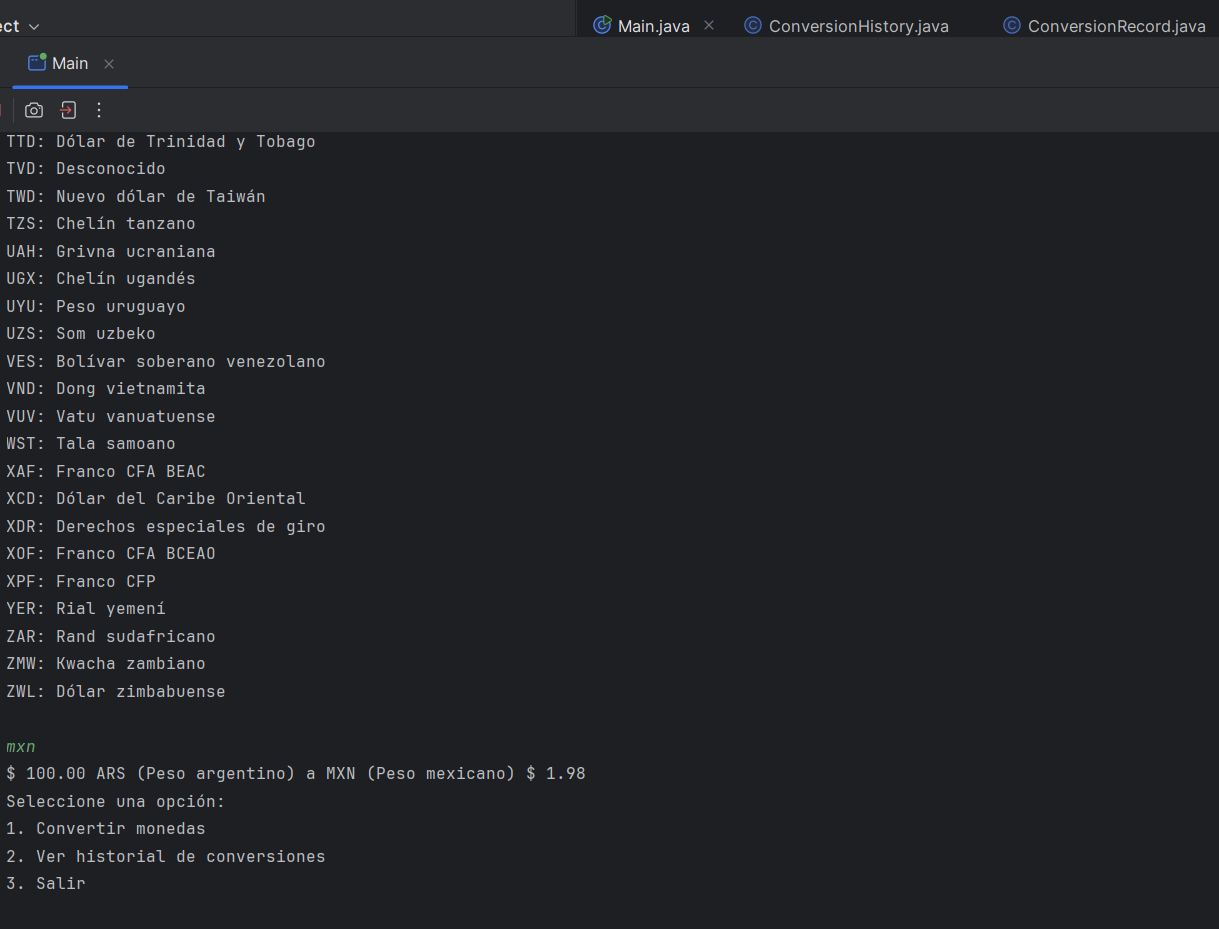 ect
Main.java
ConversionHistory.java
ConversionRecord.java
Main
TTD: Dólar de Trinidad y Tobago
TVD: Desconocido
TWD: Nuevo dólar de Taiwán
TZS: Chelín tanzano
UAH: Grivna ucraniana
UGX: Chelín ugandés
UYU: Peso uruguayo
UZS: Som uzbeko
VES: Bolívar soberano venezolano
VND: Dong vietnamita
VUV: Vatu vanuatuense
WST: Tala samoano
XAF: Franco CFA BEAC
XCD: Dólar del Caribe Oriental
XDR: Derechos especiales de giro
XOF: Franco CFA BCEAO
XPF: Franco CFP
YER: Rial yemení
ZAR: Rand sudafricano
ZMW: Kwacha zambiano
ZWL: Dólar zimbabuense
mxn
$ 100.00 ARS (Peso argentino) a MXN (Peso mexicano) $ 1.98
Seleccione una opción:
1. Convertir monedas
2. Ver historial de conversiones
3. Salir